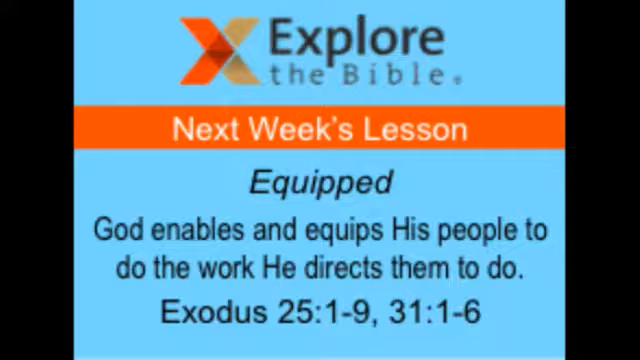 Explore
the Bible®
Next Week's Lesson
Equipped
God enables and equips His people to
do the work He directs them to do.
Exodus 25:1-9, 31:1-6